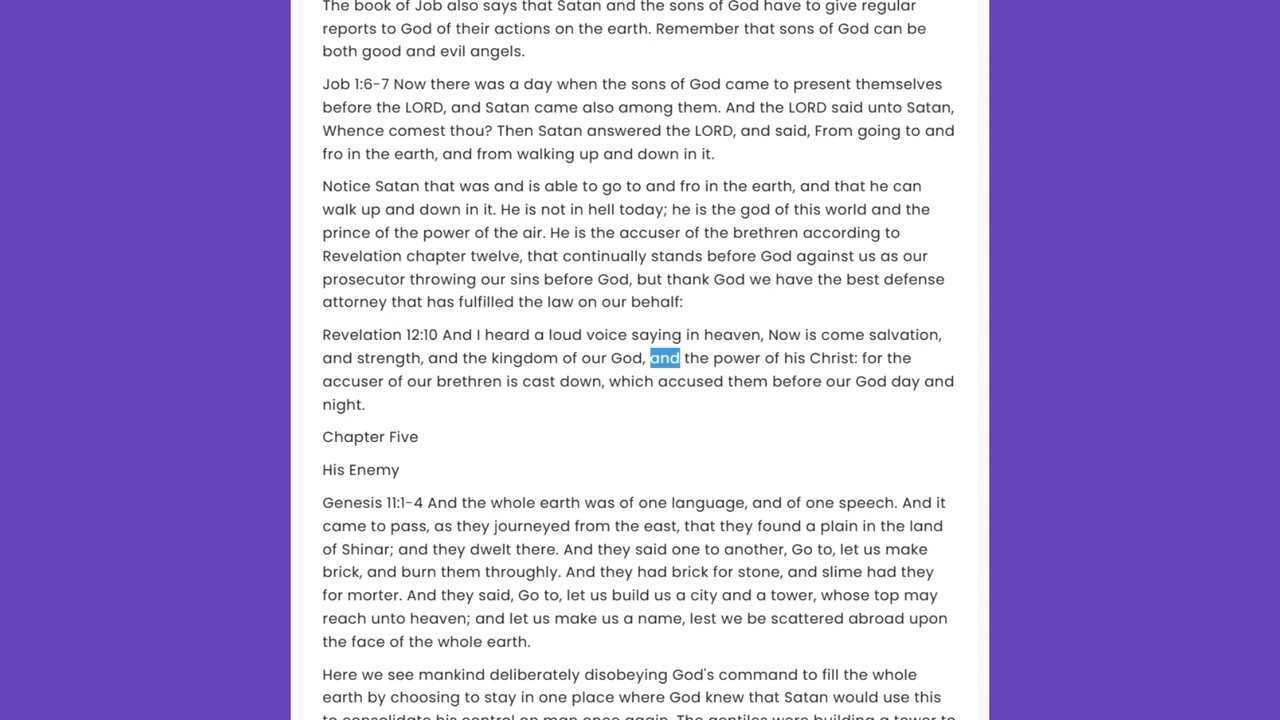 The book of Job also says that Satan and the sons of God have to give regular
reports to God of their actions on the earth. Remember that sons of God can be
both good and evil angels.
Job 1:6-7 Now there was a day when the sons of God came to present themselves
before the LORD, and Satan came also among them. And the LORD said unto Satan,
Whence comest thou? Then Satan answered the LORD, and said, From going to and
fro in the earth, and from walking up and down in it.
Notice Satan that was and is able to go to and fro in the earth, and that he can
walk up and down in it. He is not in hell today; he is the god of this world and the
prince of the power of the air. He is the accuser of the brethren according to
Revelation chapter twelve, that continually stands before God against us as our
prosecutor throwing our sins before God, but thank God we have the best defense
attorney that has fulfilled the law on our behalf:
Revelation 12:10 And I heard a loud voice saying in heaven, Now is come salvation,
and strength, and the kingdom of our God, and the power of his Christ: for the
accuser of our brethren is cast down, which accused them before our God day and
night.
Chapter Five
His Enemy
Genesis 11:1-4 And the whole earth was of one language, and of one speech. And it
came to pass, as they journeyed from the east, that they found a plain in the land
of Shinar; and they dwelt there. And they said one to another, Go to, let us make
brick, and burn them throughly. And they had brick for stone, and slime had they
for morter. And they said, Go to, let us build us a city and a tower, whose top may
reach unto heaven; and let us make us a name, lest we be scattered abroad upon
the face of the whole earth.
Here we see mankind deliberately disobeying God's command to fill the whole
earth by choosing to stay in one place where God knew that Satan would use this
to consolidate his control on man once again. The gentiles were building a tower to